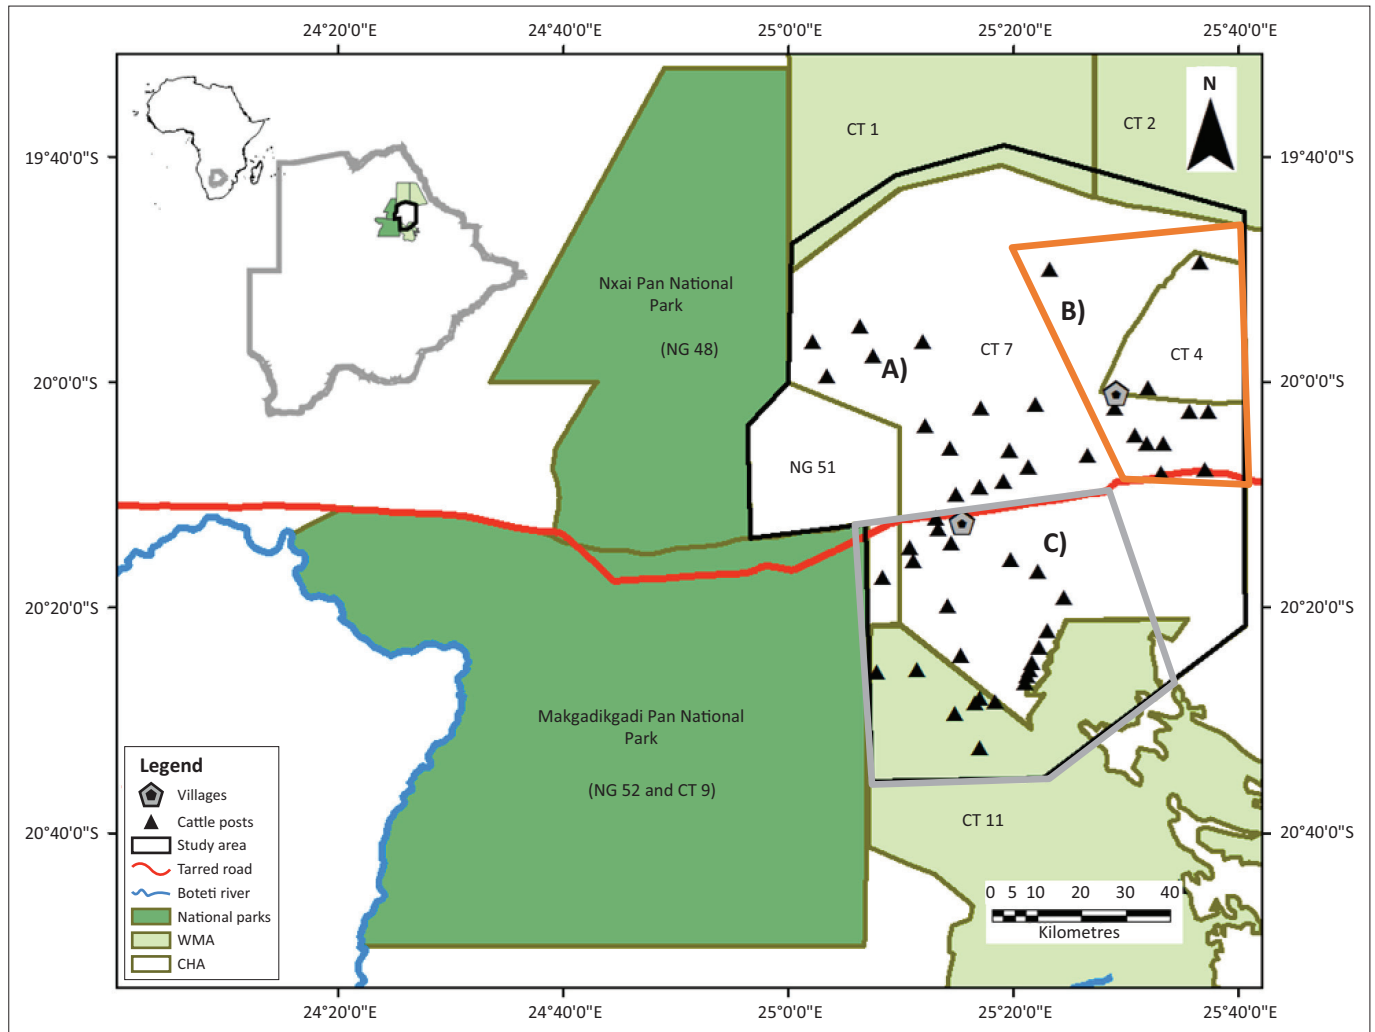 24°20'0"E
24°40'0"E
25°0'0"E
25°20'0"E
25°40'0"E
19°40'0"S
20°0'0"S
20°20'0"S
20°40'0"S
N
CT 1
CT 2
19°40'0"S
20°0'0"S
20°20'0"S
20°40'0"S
Nxai Pan National
Park
(NG 48)
A)
B)
CT 7
CT 4
NG 51
C)
Makgadikgadi Pan National
Park
(NG 52 and CT 9)
CT 11
Legend
Villages
Cattle posts
Study area
Tarred road
Boteti river
National parks
WMA
CHA
0 5 10 20 30 40
Kilometres
24°20'0"E
24°40'0"E
25°0'0"E
25°20'0"E
25°40'0"E